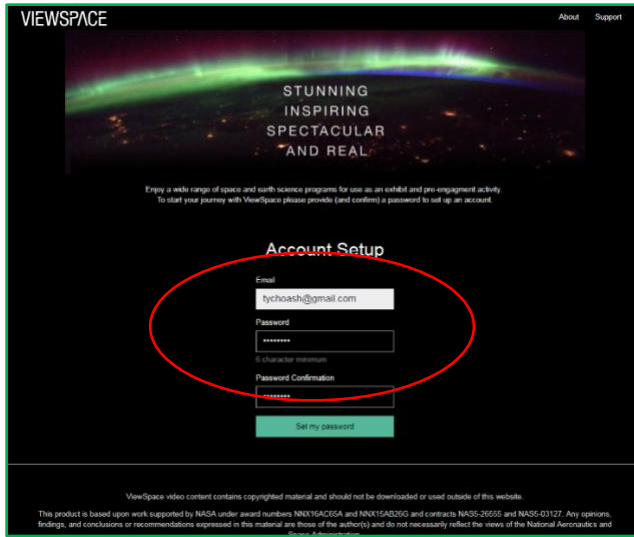 VIEWSPACE
About Support
STUNNING
INSPIRING
SPECTACULAR
AND REAL
Enjoy a wide range of space and earth science programs for use as an exhibit and pre-engagment activity.
To start your journey with ViewSpace please provide (and confirm) a password to set up an account.
Account Setup
Email
tychoash@gmail.com
Password
••••••••
6 character minimum
Password Confirmation
••••••••
Set my password
ViewSpace video content contains copyrighted material and should not be downloaded or used outside of this website.
This product is based upon work supported by NASA under award numbers NNX16AC65A and NNX15AB26G and contracts NAS5-26555 and NAS5-03127. Any opinions,
findings, and conclusions or recommendations expressed in this material are those of the author(s) and do not necessarily reflect the views of the National Aeronautics and
Space Administration